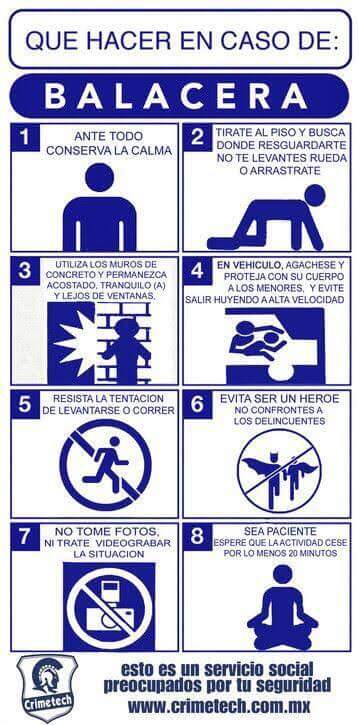 QUE HACER EN CASO DE:
BALACERA
1
ANTE TODO
CONSERVA LA CALMA
2
TIRATE AL PISO Y BUSCA
DONDE RESGUARDARTE
NO TE LEVANTES RUEDA
O ARRASTRATE
3
UTILIZA LOS MUROS DE
CONCRETO Y PERMANEZCA
ACOSTADO, TRANQUILO (A)
Y LEJOS DE VENTANAS,
4
EN VEHICULO, AGACHESE Y
PROTEJA CON SU CUERPO
A LOS MENORES, Y EVITE
SALIR HUYENDO A ALTA VELOCIDAD
5
RESISTA LA TENTACION
DE LEVANTARSE O CORRER
6
EVITA SER UN HEROE
NO CONFRONTES A
LOS DELINCUENTES
7
NO TOME FOTOS,
NI TRATE VIDEOGRABAR
LA SITUACION
8
SEA PACIENTE
ESPERE QUE LA ACTIVIDAD CESE
POR LO MENOS 20 MINUTOS
Crimetech
esto es un servicio social
preocupados por tu seguridad
www.crimetech.com.mx